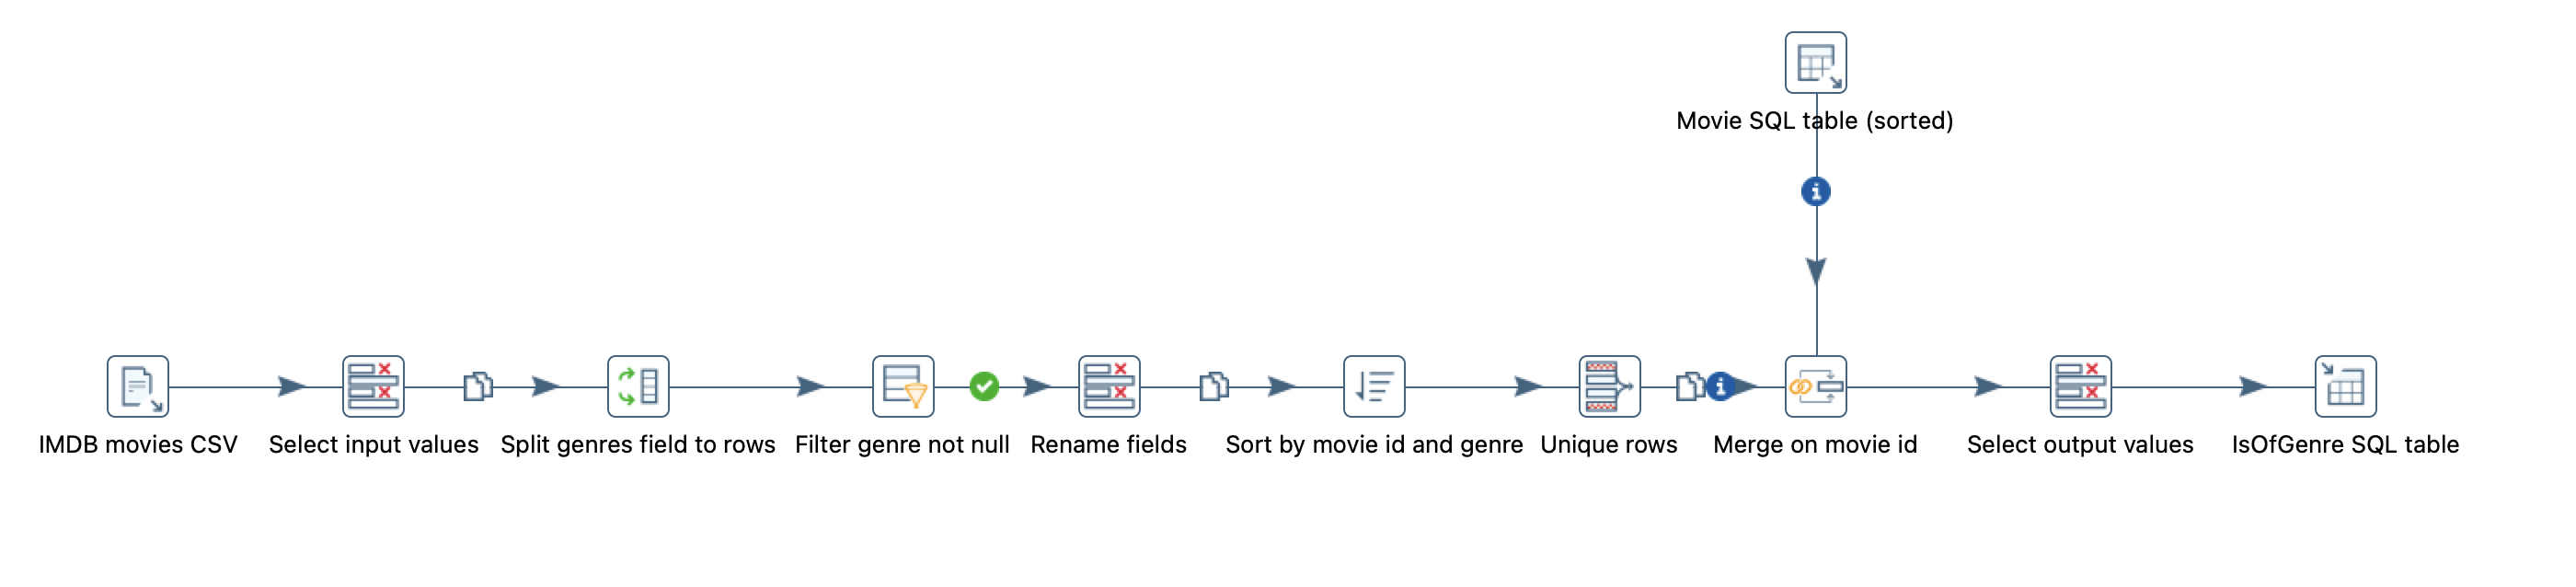 Movie SQL table (sorted)
IMDB movies CSV
Select input values
Split genres field to rows
Filter genre not null
Rename fields
Sort by movie id and genre
Unique rows
Merge on movie id
Select output values
IsOfGenre SQL table